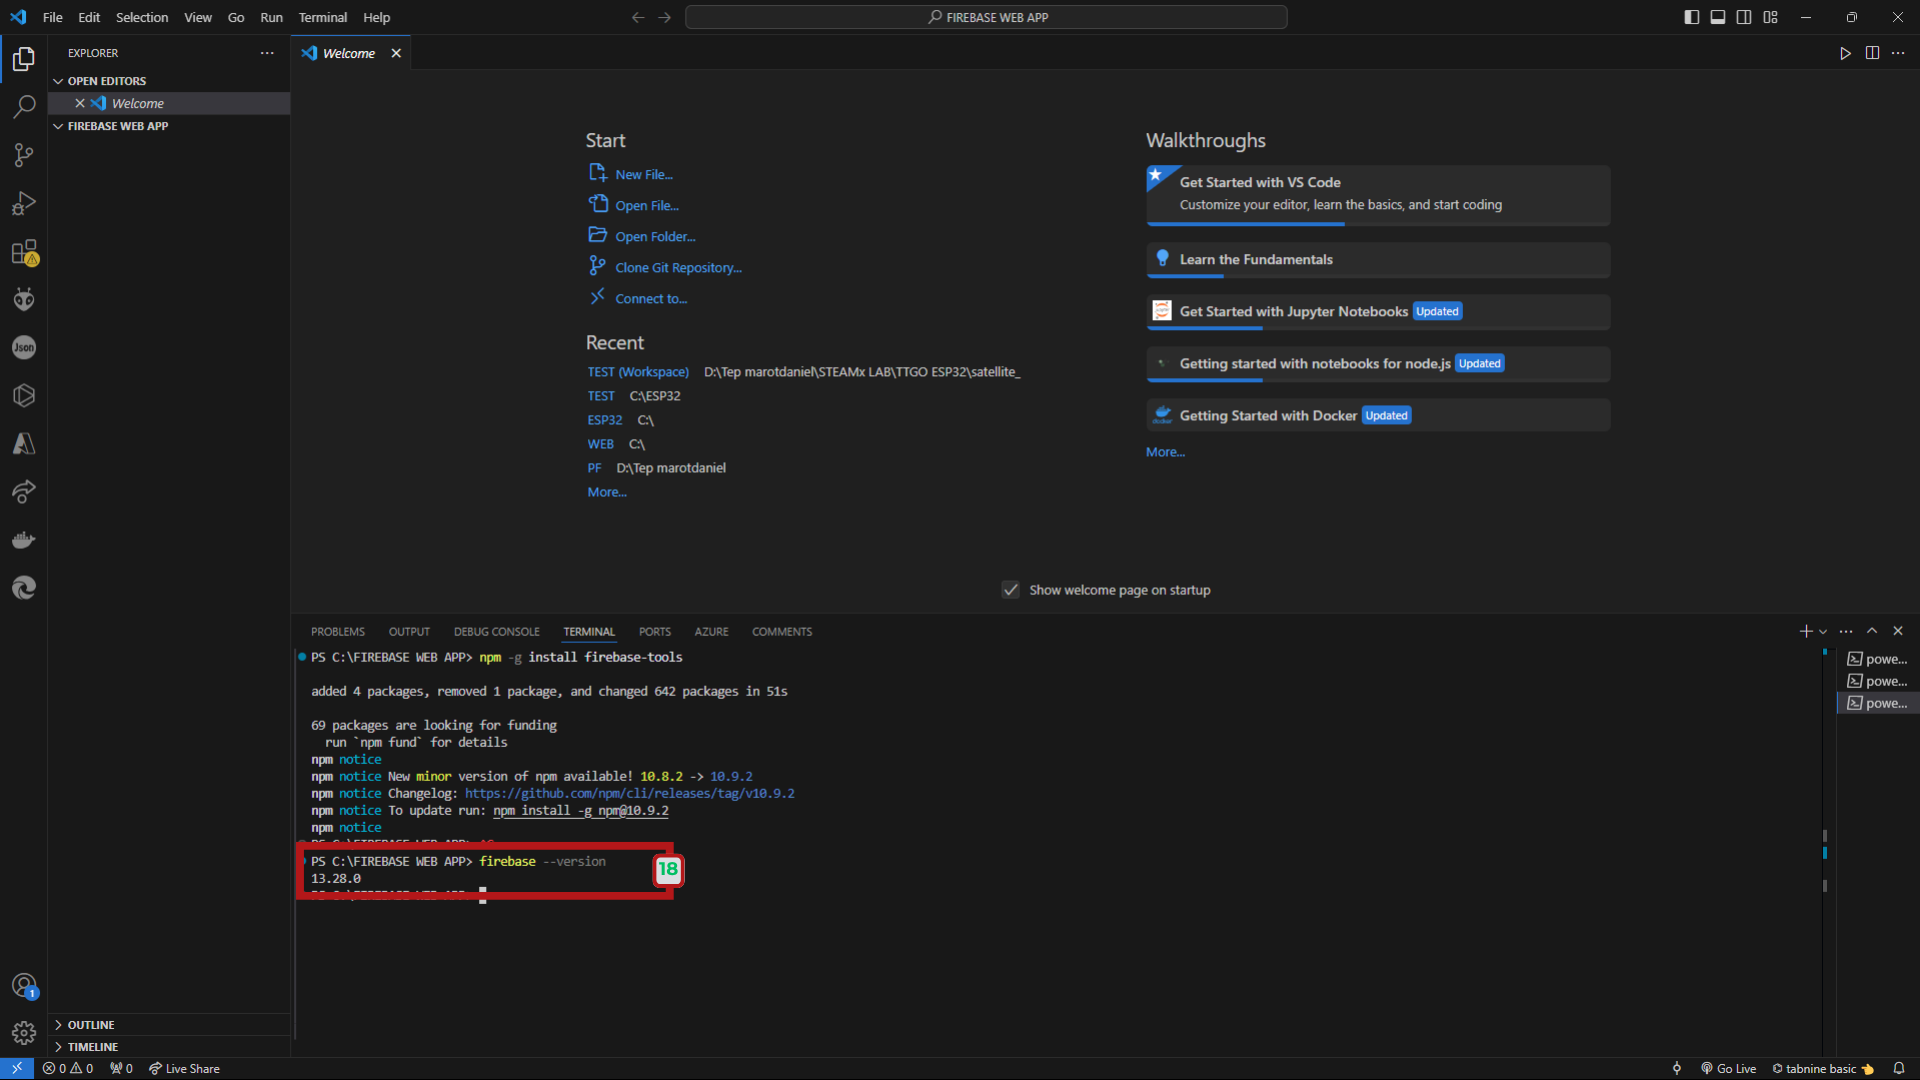 File Edit Selection View Go Run Terminal Help
FIREBASE WEB APP
EXPLORER
OPEN EDITORS
Welcome
FIREBASE WEB APP
OUTLINE
TIMELINE
Json
1
Welcome
Start
New File...
Open File...
Open Folder...
Clone Git Repository...
Connect to...
Recent
TEST (Workspace) D:\Tep marotdaniel\STEAMx LAB\TTGO ESP32\satellite_
TEST C:\ESP32
ESP32 C:\
WEB C:\
PF D:\Tep marotdaniel
More...
Walkthroughs
Get Started with VS Code
Customize your editor, learn the basics, and start coding
Learn the Fundamentals
Get Started with Jupyter Notebooks Updated
Getting started with notebooks for node.js Updated
Getting Started with Docker Updated
More...
Show welcome page on startup
PROBLEMS OUTPUT DEBUG CONSOLE TERMINAL PORTS AZURE COMMENTS
PS C:\FIREBASE WEB APP> npm -g install firebase-tools
added 4 packages, removed 1 package, and changed 642 packages in 51s
69 packages are looking for funding
run `npm fund` for details
npm notice
npm notice New minor version of npm available! 10.8.2 -> 10.9.2
npm notice Changelog: https://github.com/npm/cli/releases/tag/v10.9.2
npm notice To update run: npm install -g npm@10.9.2
npm notice
PS C:\FIREBASE WEB APP> firebase --version
13.28.0
18
powe...
powe...
powe...
0 0 0 Live Share
Go Live tabnine basic